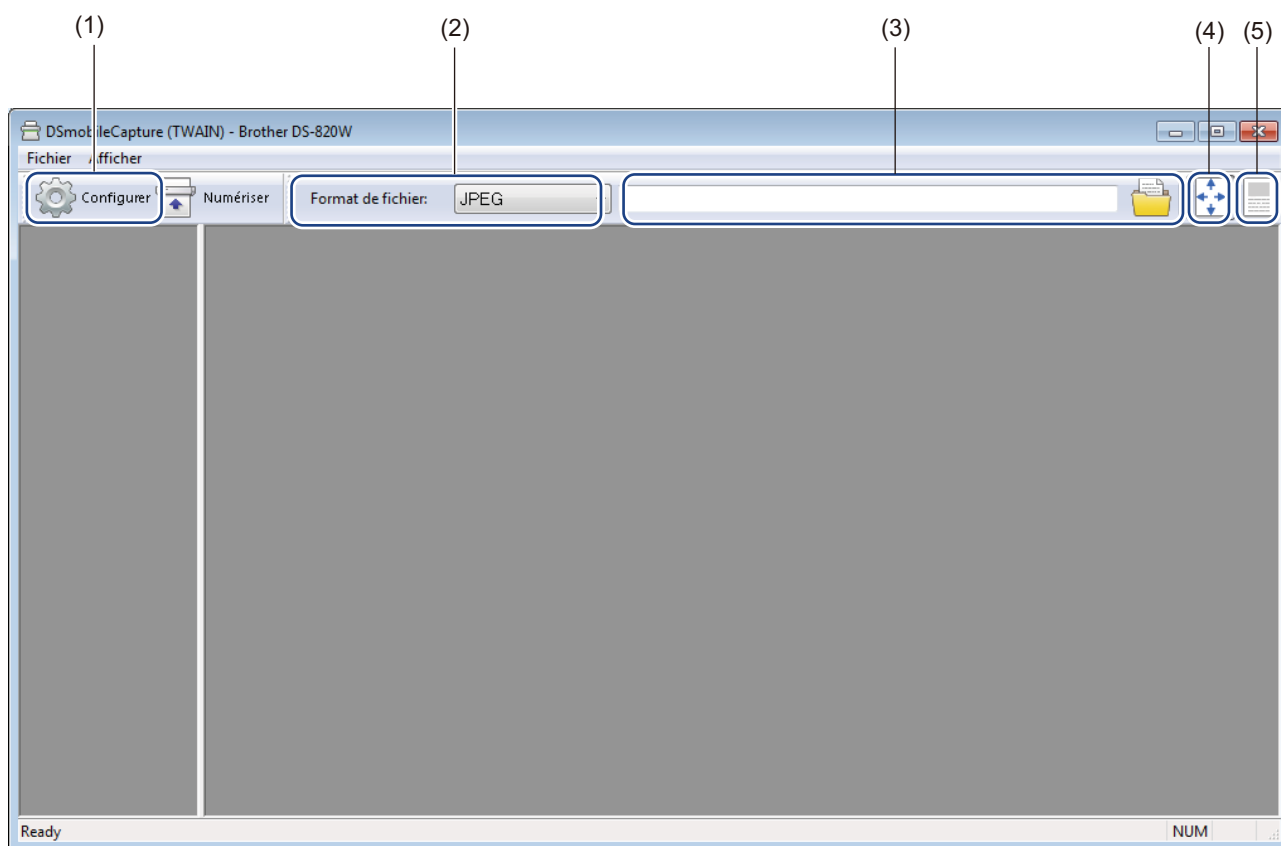 (1) (2) (3) (4) (5)
DSmobileCapture (TWAIN) - Brother DS-820W
Fichier Afficher
Configurer Numériser Format de fichier: JPEG
Ready NUM